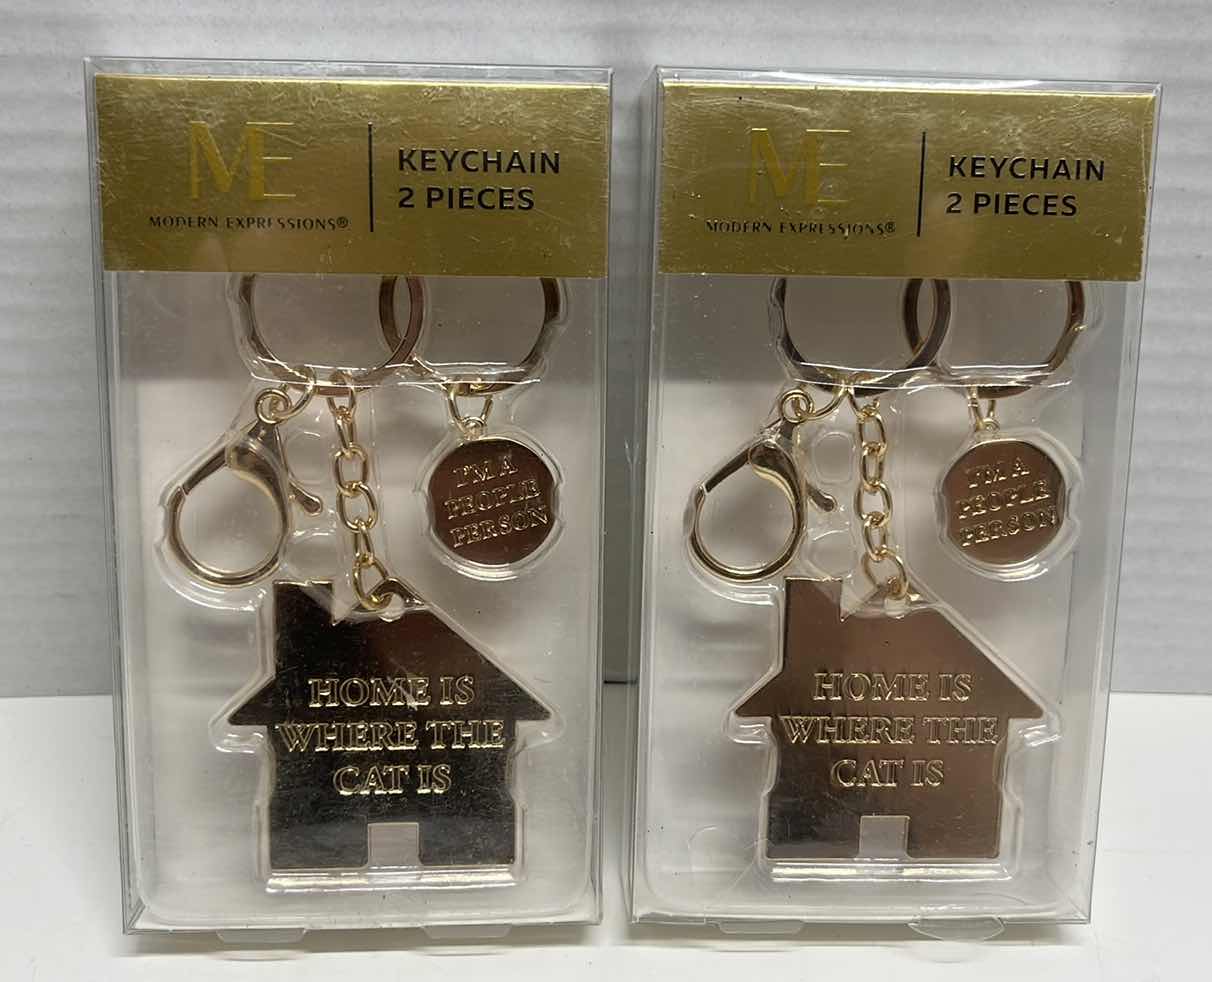 ME
MODERN EXPRESSIONS®
KEYCHAIN
2 PIECES
I'M A
PEOPLE
PERSON
HOME IS
WHERE THE
CAT IS
ME
MODERN EXPRESSIONS®
KEYCHAIN
2 PIECES
I'M A
PEOPLE
PERSON
HOME IS
WHERE THE
CAT IS